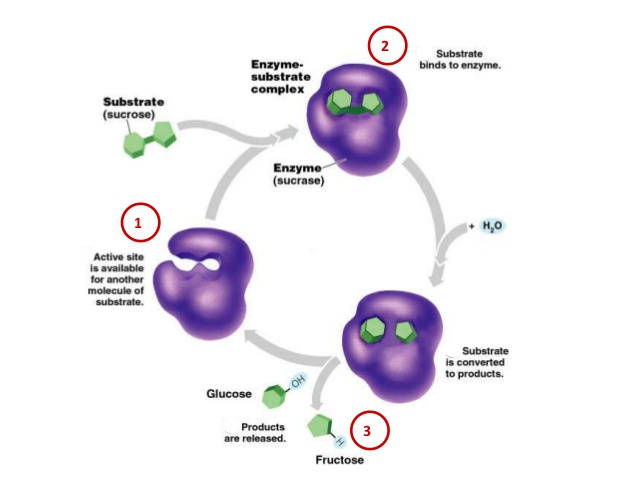 2
Substrate
binds to enzyme.
Enzyme-
substrate
complex
Substrate
(sucrose)
Enzyme
(sucrase)
1
+ H₂O
Active site
is available
for another
molecule of
substrate.
Substrate
is converted
to products.
Glucose
OH
Products
are released.
3
H
Fructose